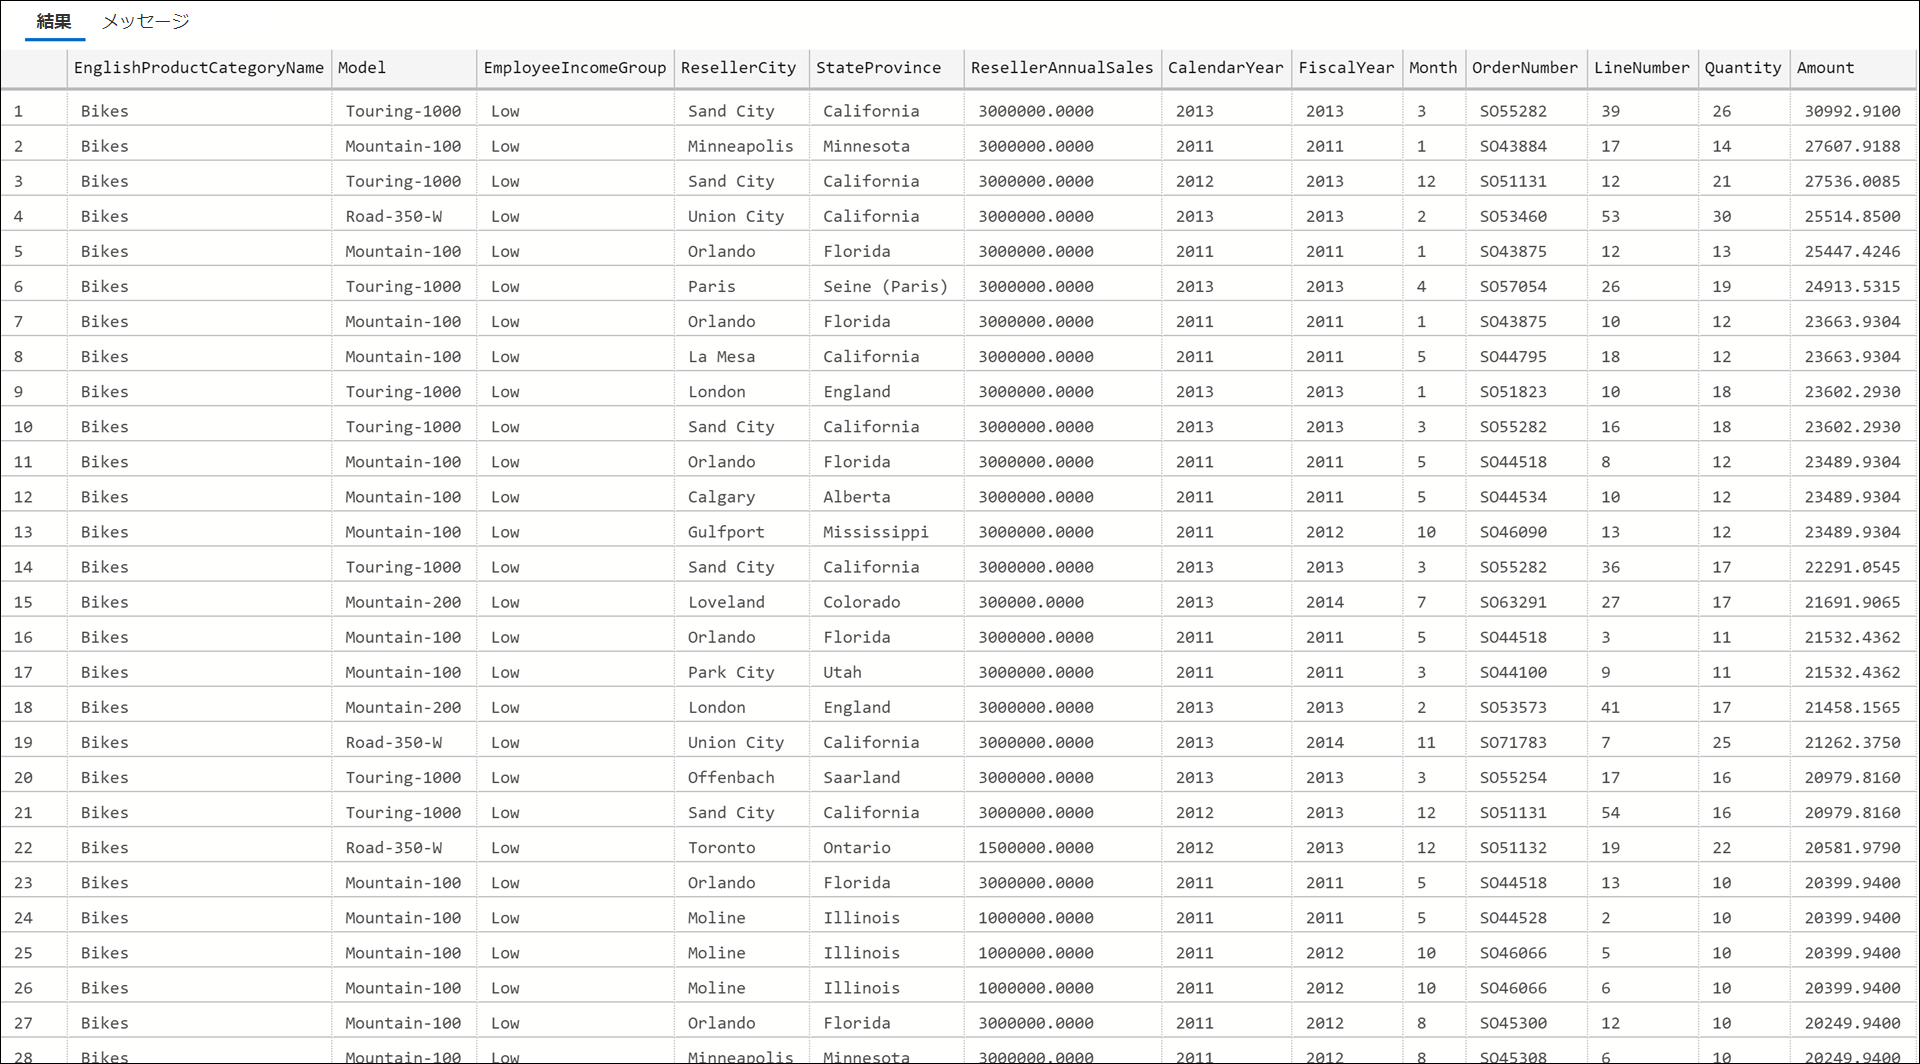 結果 メッセージ
EnglishProductCategoryName Model EmployeeIncomeGroup ResellerCity StateProvince ResellerAnnualSales CalendarYear FiscalYear Month OrderNumber LineNumber Quantity Amount
1 Bikes Touring-1000 Low Sand City California 3000000.0000 2013 2013 3 SO55282 39 26 30992.9100
2 Bikes Mountain-100 Low Minneapolis Minnesota 3000000.0000 2011 2011 1 SO43884 17 14 27607.9188
3 Bikes Touring-1000 Low Sand City California 3000000.0000 2012 2013 12 SO51131 12 21 27536.0085
4 Bikes Road-350-W Low Union City California 3000000.0000 2013 2013 2 SO53460 53 30 25514.8500
5 Bikes Mountain-100 Low Orlando Florida 3000000.0000 2011 2011 1 SO43875 12 13 25447.4246
6 Bikes Touring-1000 Low Paris Seine (Paris) 3000000.0000 2013 2013 4 SO57054 26 19 24913.5315
7 Bikes Mountain-100 Low Orlando Florida 3000000.0000 2011 2011 1 SO43875 10 12 23663.9304
8 Bikes Mountain-100 Low La Mesa California 3000000.0000 2011 2011 5 SO44795 18 12 23663.9304
9 Bikes Touring-1000 Low London England 3000000.0000 2013 2013 1 SO51823 10 18 23602.2930
10 Bikes Touring-1000 Low Sand City California 3000000.0000 2013 2013 3 SO55282 16 18 23602.2930
11 Bikes Mountain-100 Low Orlando Florida 3000000.0000 2011 2011 5 SO44518 8 12 23489.9304
12 Bikes Mountain-100 Low Calgary Alberta 3000000.0000 2011 2011 5 SO44534 10 12 23489.9304
13 Bikes Mountain-100 Low Gulfport Mississippi 3000000.0000 2011 2012 10 SO46090 13 12 23489.9304
14 Bikes Touring-1000 Low Sand City California 3000000.0000 2013 2013 3 SO55282 36 17 22291.0545
15 Bikes Mountain-200 Low Loveland Colorado 300000.0000 2013 2014 7 SO63291 27 17 21691.9065
16 Bikes Mountain-100 Low Orlando Florida 3000000.0000 2011 2011 5 SO44518 3 11 21532.4362
17 Bikes Mountain-100 Low Park City Utah 3000000.0000 2011 2011 3 SO44100 9 11 21532.4362
18 Bikes Mountain-200 Low London England 3000000.0000 2013 2013 2 SO53573 41 17 21458.1565
19 Bikes Road-350-W Low Union City California 3000000.0000 2013 2014 11 SO71783 7 25 21262.3750
20 Bikes Touring-1000 Low Offenbach Saarland 3000000.0000 2013 2013 3 SO55254 17 16 20979.8160
21 Bikes Touring-1000 Low Sand City California 3000000.0000 2012 2013 12 SO51131 54 16 20979.8160
22 Bikes Road-350-W Low Toronto Ontario 1500000.0000 2012 2013 12 SO51132 19 22 20581.9790
23 Bikes Mountain-100 Low Orlando Florida 3000000.0000 2011 2011 5 SO44518 13 10 20399.9400
24 Bikes Mountain-100 Low Moline Illinois 1000000.0000 2011 2011 5 SO44528 2 10 20399.9400
25 Bikes Mountain-100 Low Moline Illinois 1000000.0000 2011 2012 10 SO46066 5 10 20399.9400
26 Bikes Mountain-100 Low Moline Illinois 1000000.0000 2011 2012 10 SO46066 6 10 20399.9400
27 Bikes Mountain-100 Low Orlando Florida 3000000.0000 2011 2012 8 SO45300 12 10 20249.9400
28 Bikes Mountain-100 Low Minneapolis Minnesota 3000000.0000 2011 2012 8 SO45308 6 10 20249.9400